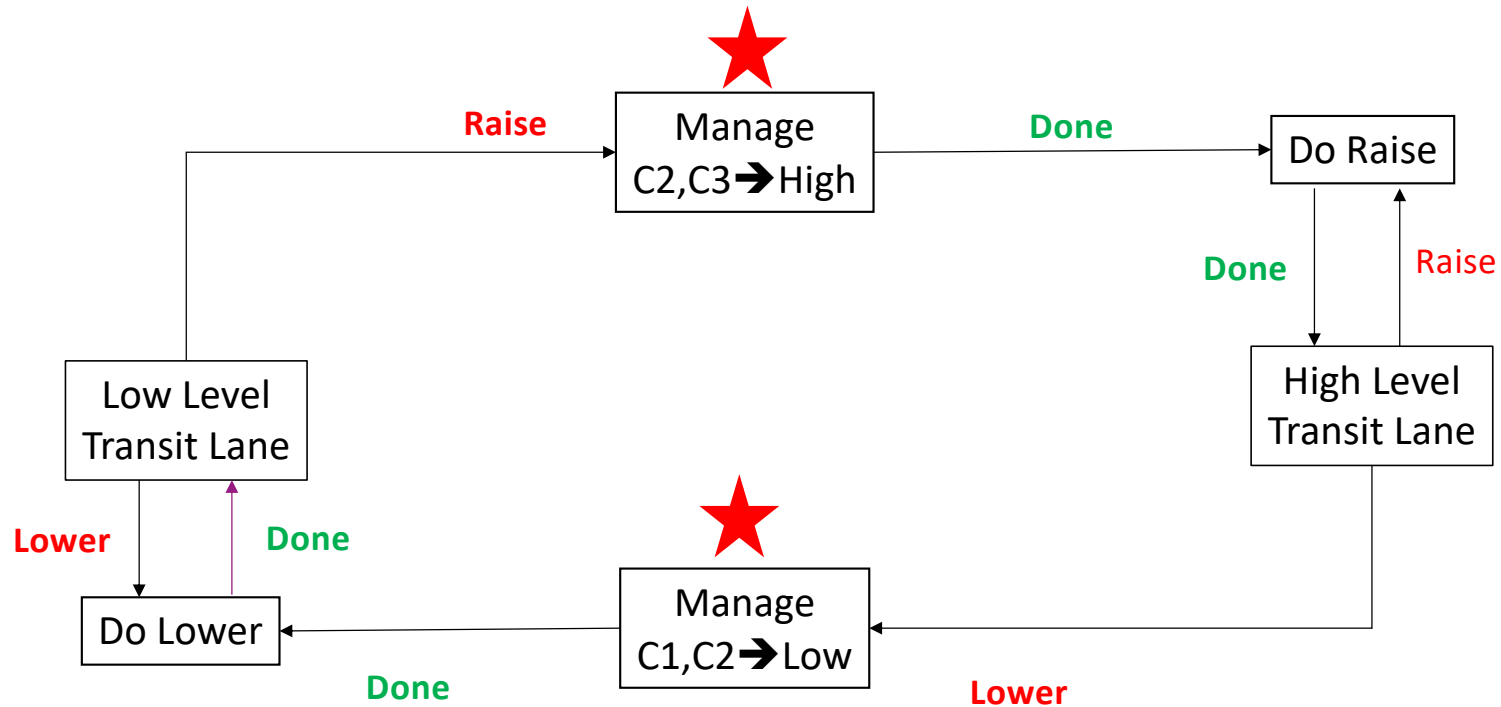 Raise
Manage
C2,C3➔High
Done
Do Raise
Done
Raise
Low Level
Transit Lane
High Level
Transit Lane
Lower
Done
Do Lower
Manage
C1,C2➔Low
Done
Lower